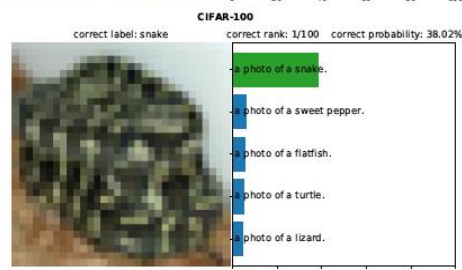 CIFAR-100
correct label: snake correct rank: 1/100 correct probability: 38.02%
a photo of a snake.
a photo of a sweet pepper.
a photo of a flatfish.
a photo of a turtle.
a photo of a lizard.